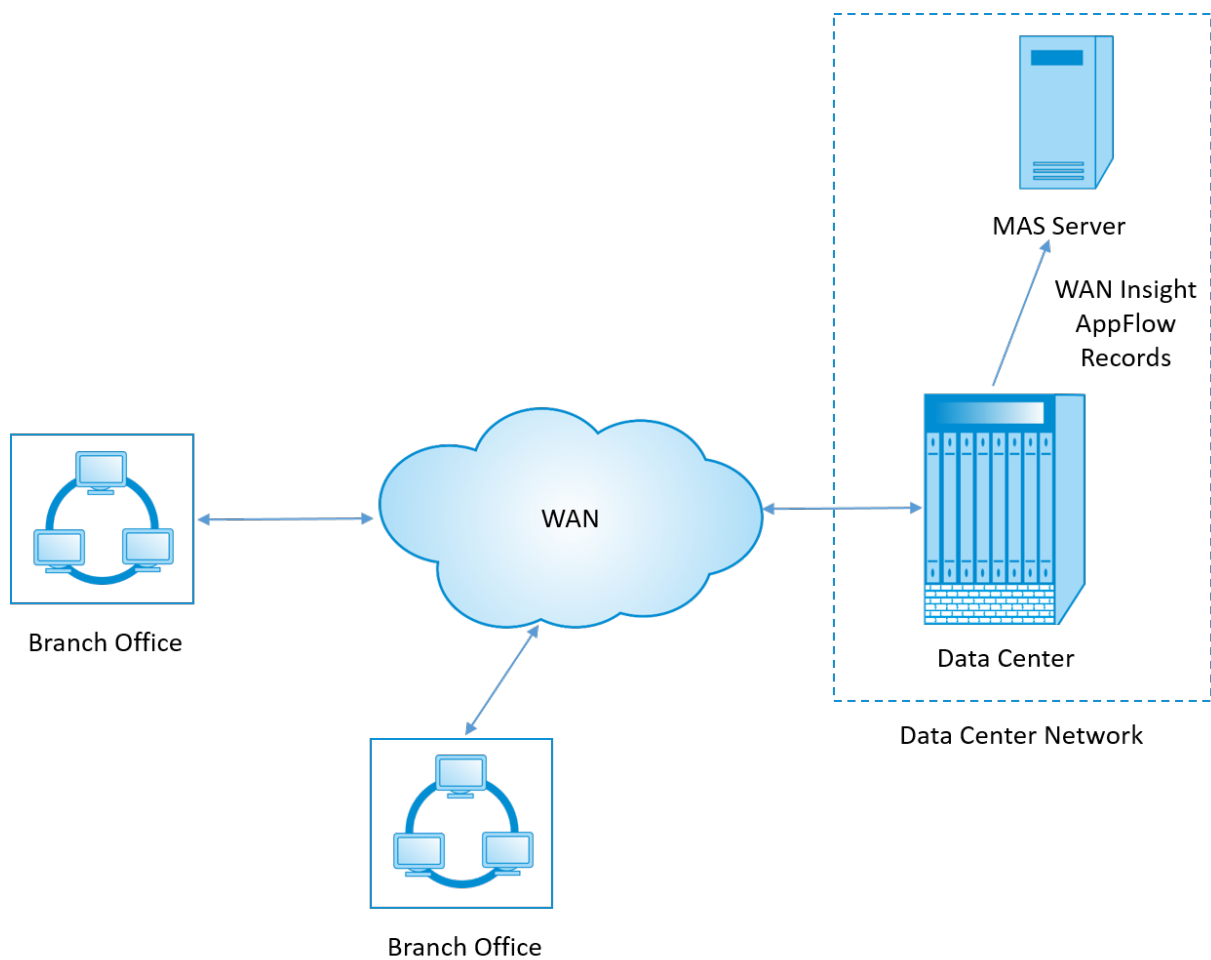 MAS Server
WAN Insight
AppFlow
Records
WAN
Branch Office
Data Center
Data Center Network
Branch Office